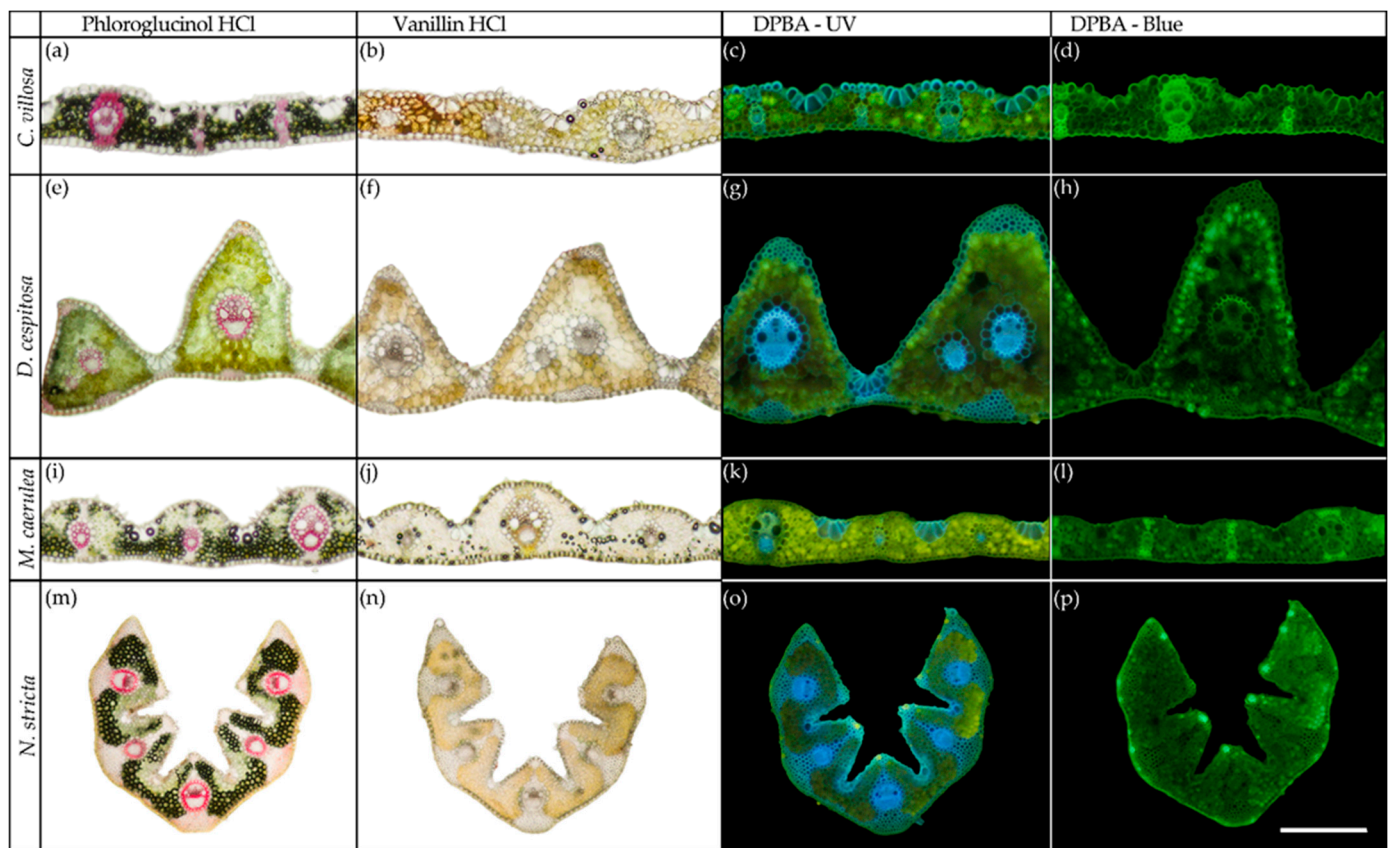 Phloroglucinol HCl Vanillin HCl DPBA - UV DPBA - Blue
C. villosa
(a) (b) (c) (d)
D. cespitosa
(e) (f) (g) (h)
M. caerulea
(i) (j) (k) (l)
N. stricta
(m) (n) (o) (p)